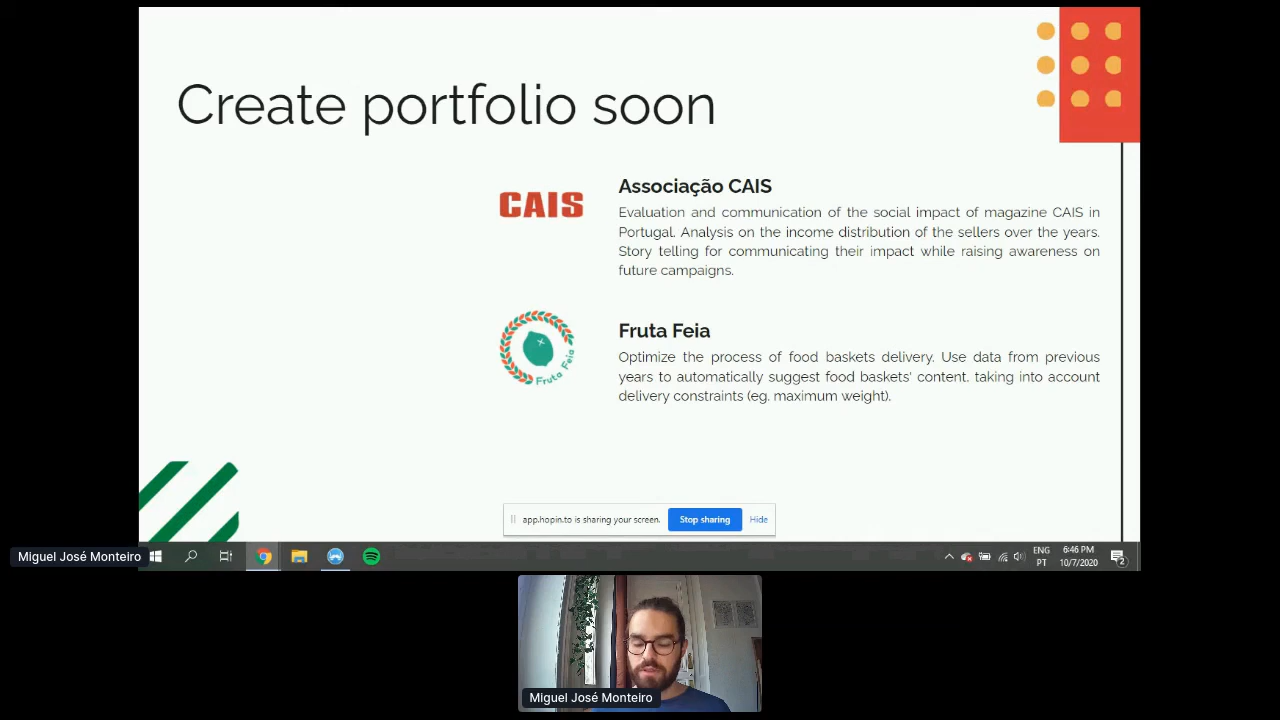 Create portfolio soon
CAIS
Associação CAIS
Evaluation and communication of the social impact of magazine CAIS in
Portugal. Analysis on the income distribution of the sellers over the years.
Story telling for communicating their impact while raising awareness on
future campaigns.
Fruta Feia
Fruta Feia
Optimize the process of food baskets delivery. Use data from previous
years to automatically suggest food baskets' content, taking into account
delivery constraints (eg. maximum weight).
app.hopin.to is sharing your screen.
Stop sharing
Hide
Miguel José Monteiro
ENG
PT
6:46 PM
10/7/2020
2
Miguel José Monteiro